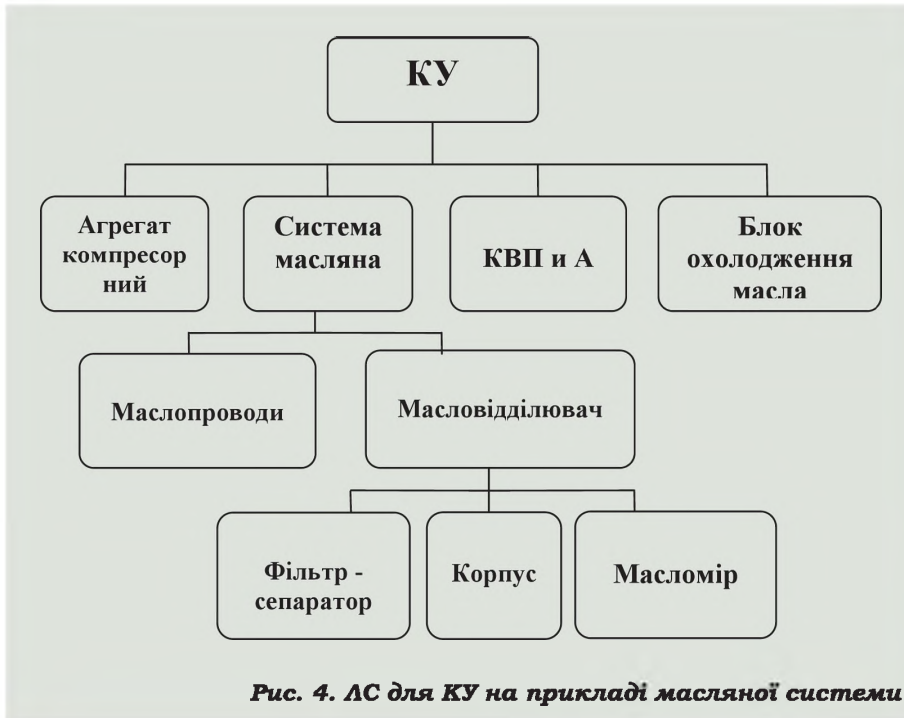 КУ
Агрегат
компресор
ний
Система
масляна
КВП и А
Блок
охолодження
масла
Маслопроводи
Масловідділювач
Фільтр -
сепаратор
Корпус
Масломір
Рис. 4. ЛС для КУ на прикладі масляної системи